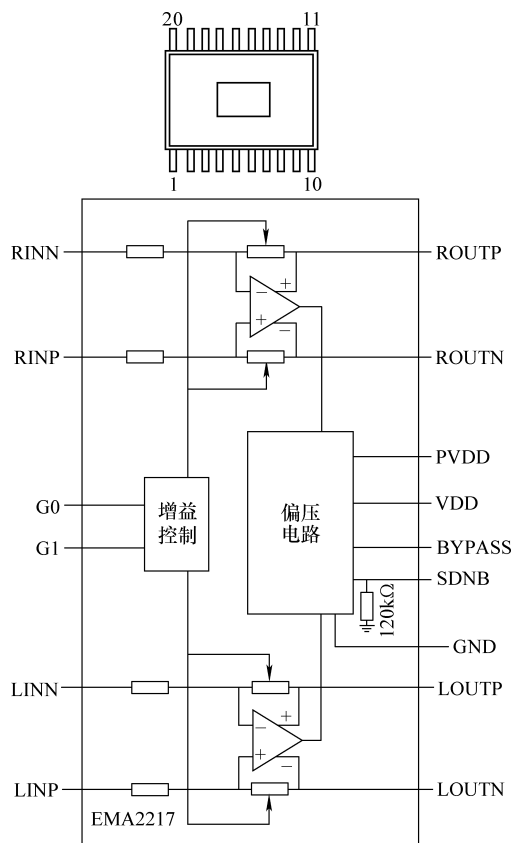 20 11
1 10
RINN ROUTP
+
−
+
−
RINP ROUTN
PVDD
G0 增益 偏压 VDD
G1 控制 电路 BYPASS
SDNB
120kΩ
GND
LINN LOUTP
+
−
+
−
LINP LOUTN
EMA2217